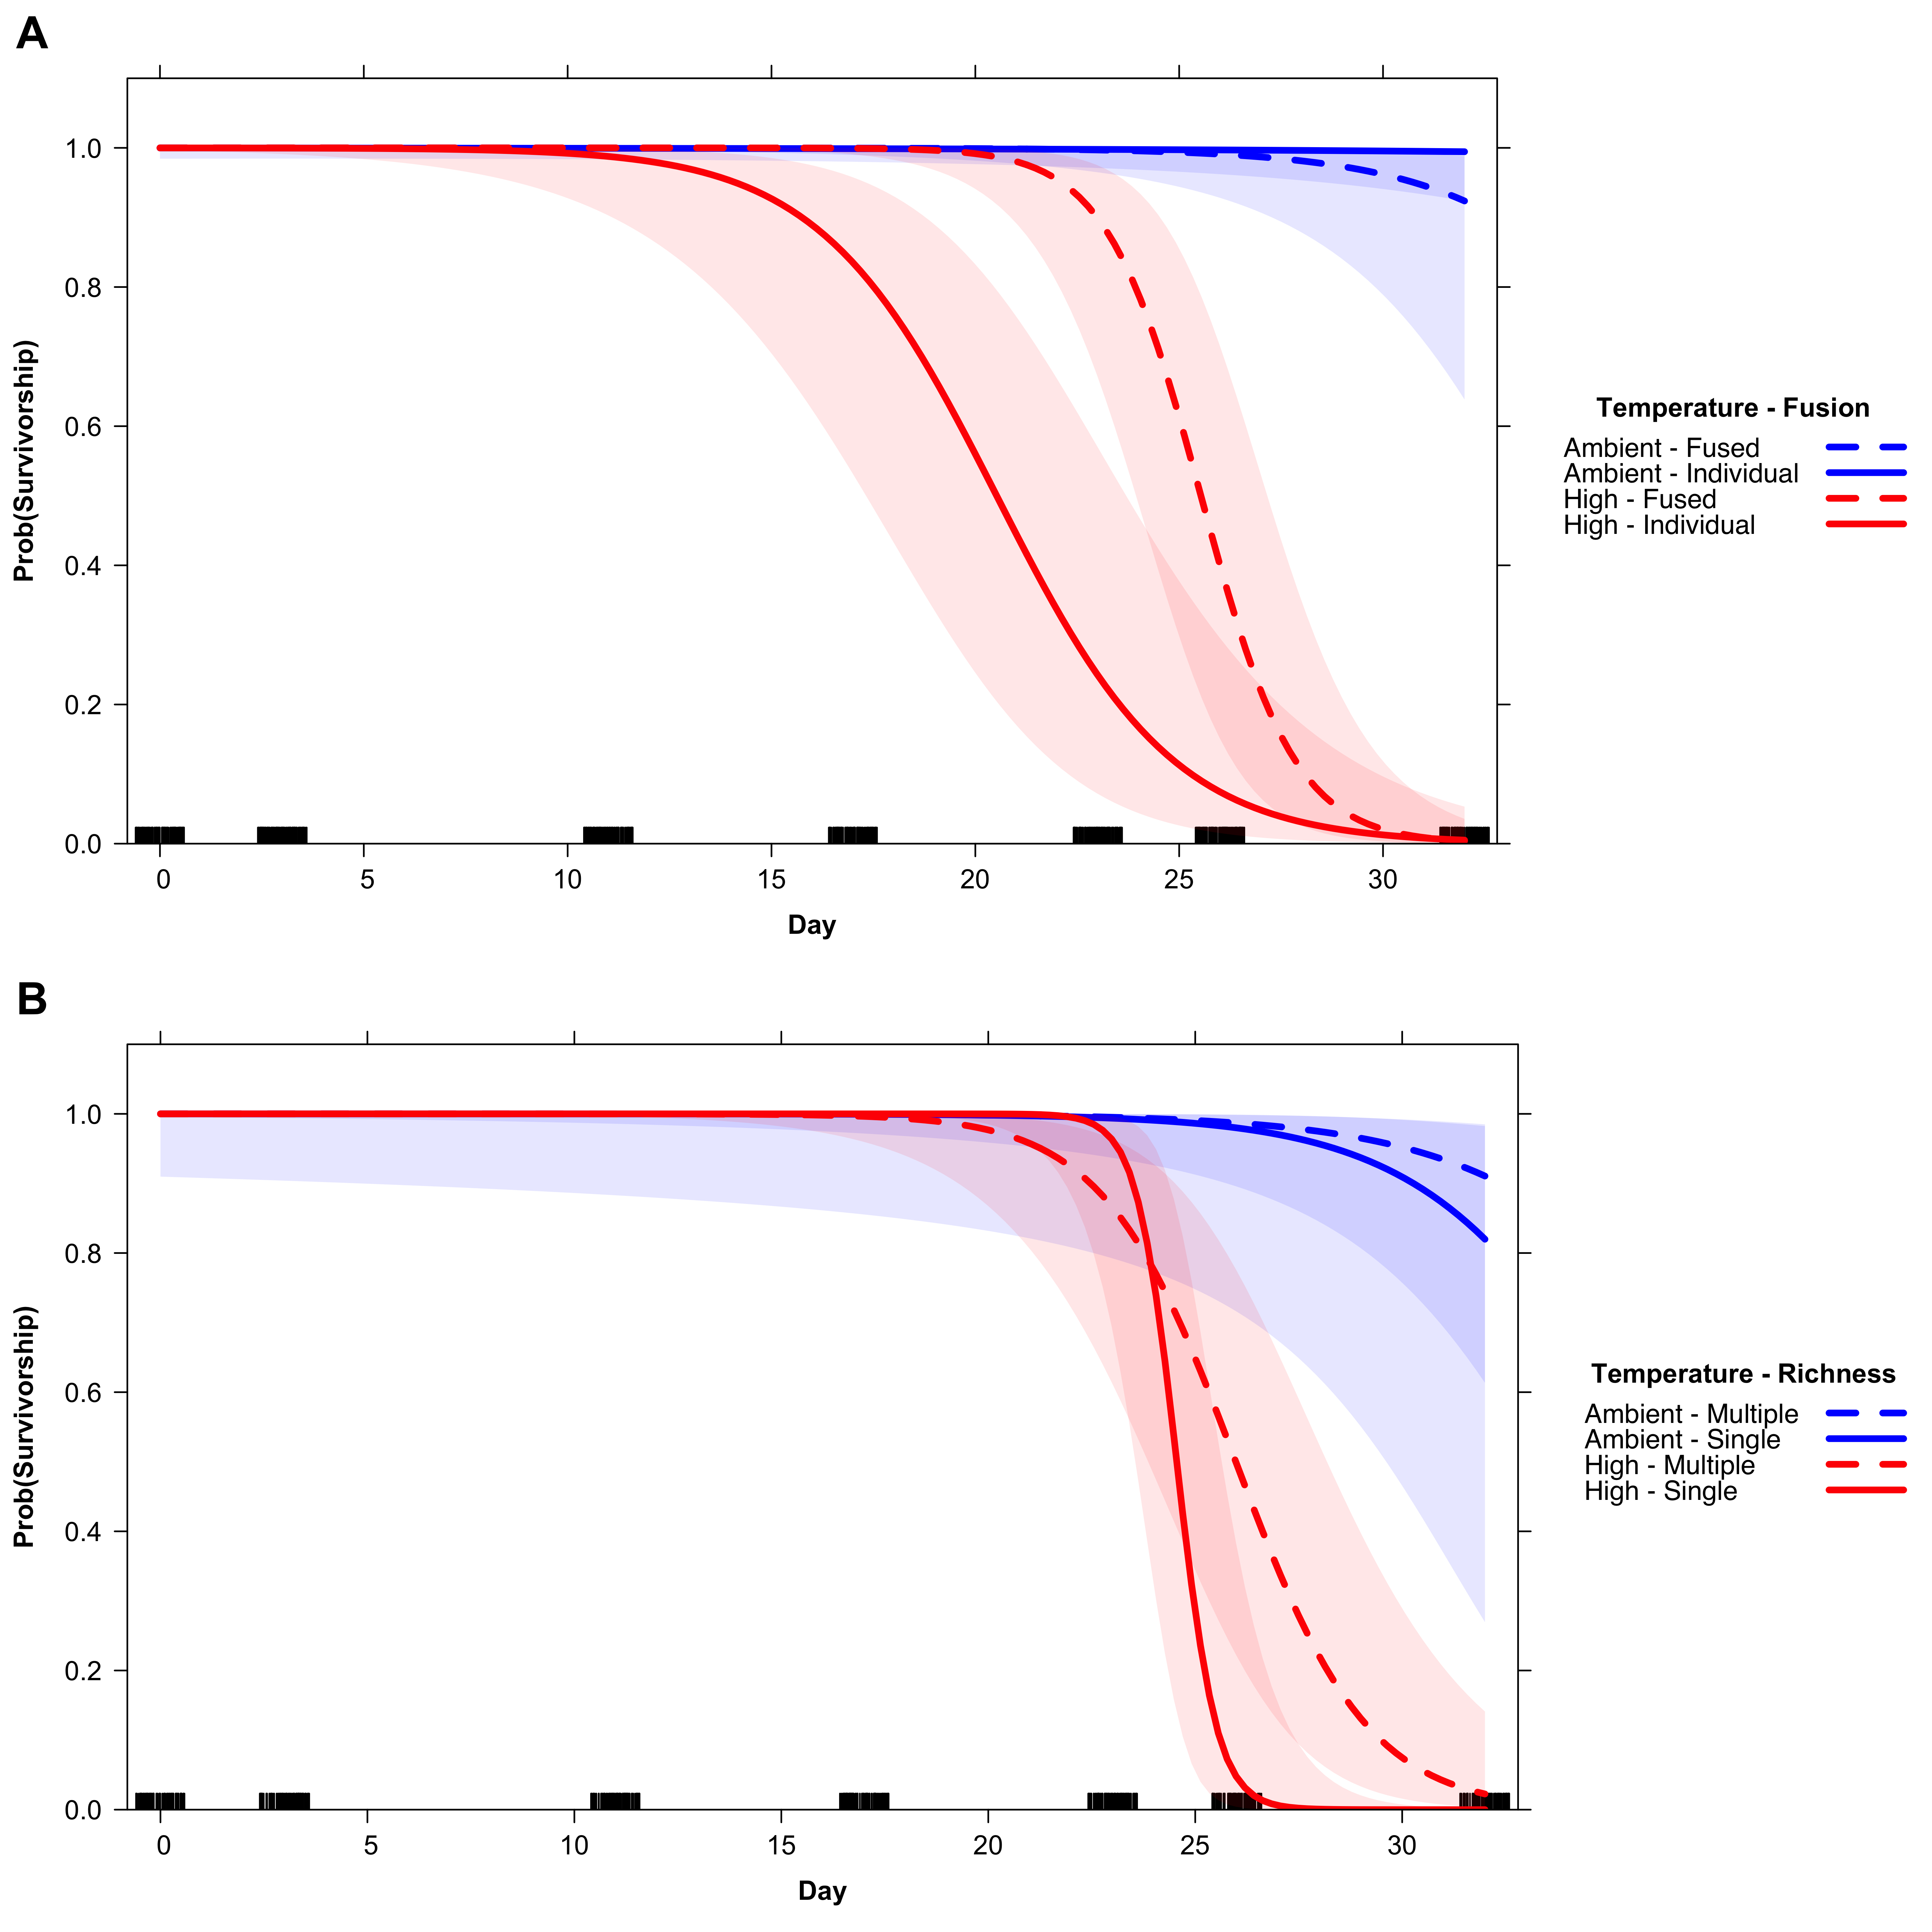 A
1.0
0.8
0.6
0.4
0.2
0.0
Prob(Survivorship)
0 5 10 15 20 25 30
Day
Temperature - Fusion
Ambient - Fused
Ambient - Individual
High - Fused
High - Individual
B
1.0
0.8
0.6
0.4
0.2
0.0
Prob(Survivorship)
0 5 10 15 20 25 30
Day
Temperature - Richness
Ambient - Multiple
Ambient - Single
High - Multiple
High - Single